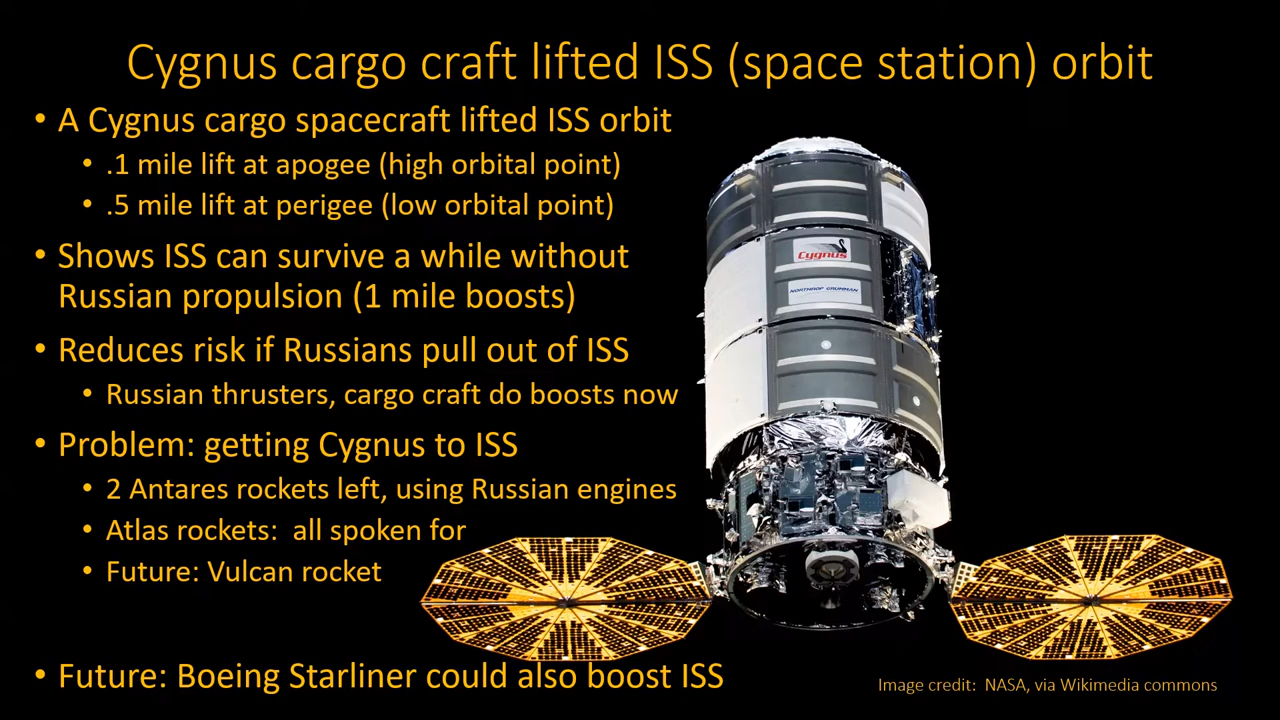 Cygnus cargo craft lifted ISS (space station) orbit
• A Cygnus cargo spacecraft lifted ISS orbit
• .1 mile lift at apogee (high orbital point)
• .5 mile lift at perigee (low orbital point)
• Shows ISS can survive a while without
Russian propulsion (1 mile boosts)
• Reduces risk if Russians pull out of ISS
• Russian thrusters, cargo craft do boosts now
• Problem: getting Cygnus to ISS
• 2 Antares rockets left, using Russian engines
• Atlas rockets:  all spoken for
• Future: Vulcan rocket
• Future: Boeing Starliner could also boost ISS
Cygnus
NORTHROP GRUMMAN
Image credit:  NASA, via Wikimedia commons